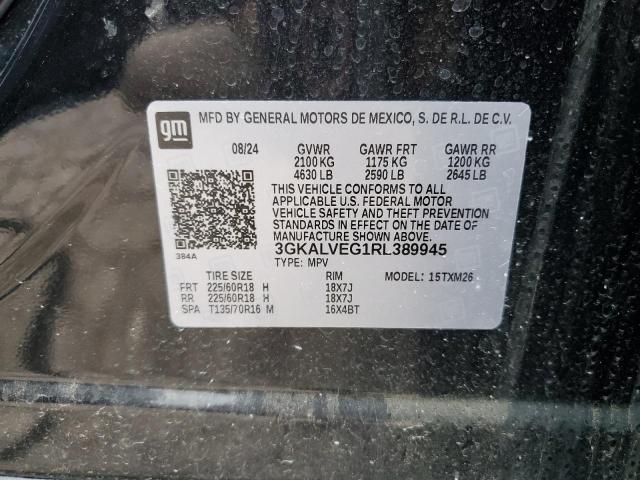 gm
MFD BY GENERAL MOTORS DE MEXICO, S. DE R.L. DE C.V.
08/24 GVWR GAWR FRT GAWR RR
2100 KG 1175 KG 1200 KG
4630 LB 2590 LB 2645 LB
THIS VEHICLE CONFORMS TO ALL
APPLICABLE U.S. FEDERAL MOTOR
VEHICLE SAFETY AND THEFT PREVENTION
STANDARDS IN EFFECT ON THE DATE OF
MANUFACTURE SHOWN ABOVE.
384A 3GKALVEG1RL389945
TYPE: MPV MODEL: 15TXM26
TIRE SIZE RIM
FRT 225/60R18 H 18X7J
RR 225/60R18 H 18X7J
SPA T135/70R16 M 16X4BT